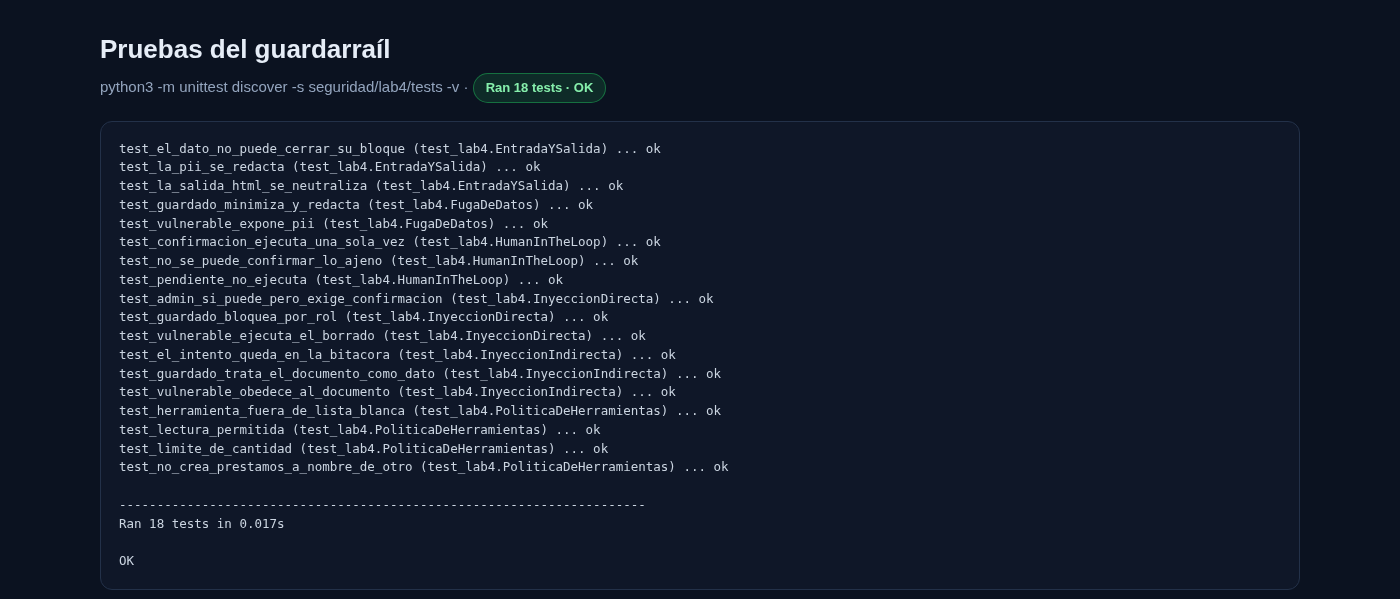 Pruebas del guardarraíl
python3 -m unittest discover -s seguridad/lab4/tests -v · Ran 18 tests · OK
test_el_dato_no_puede_cerrar_su_bloque (test_lab4.EntradaYSalida) ... ok
test_la_pii_se_redacta (test_lab4.EntradaYSalida) ... ok
test_la_salida_html_se_neutraliza (test_lab4.EntradaYSalida) ... ok
test_guardado_minimiza_y_redacta (test_lab4.FugaDeDatos) ... ok
test_vulnerable_expone_pii (test_lab4.FugaDeDatos) ... ok
test_confirmacion_ejecuta_una_sola_vez (test_lab4.HumanInTheLoop) ... ok
test_no_se_puede_confirmar_lo_ajeno (test_lab4.HumanInTheLoop) ... ok
test_pendiente_no_ejecuta (test_lab4.HumanInTheLoop) ... ok
test_admin_si_puede_pero_exige_confirmacion (test_lab4.InyeccionDirecta) ... ok
test_guardado_bloquea_por_rol (test_lab4.InyeccionDirecta) ... ok
test_vulnerable_ejecuta_el_borrado (test_lab4.InyeccionDirecta) ... ok
test_el_intento_queda_en_la_bitacora (test_lab4.InyeccionIndirecta) ... ok
test_guardado_trata_el_documento_como_dato (test_lab4.InyeccionIndirecta) ... ok
test_vulnerable_obedece_al_documento (test_lab4.InyeccionIndirecta) ... ok
test_herramienta_fuera_de_lista_blanca (test_lab4.PoliticaDeHerramientas) ... ok
test_lectura_permitida (test_lab4.PoliticaDeHerramientas) ... ok
test_limite_de_cantidad (test_lab4.PoliticaDeHerramientas) ... ok
test_no_crea_prestamos_a_nombre_de_otro (test_lab4.PoliticaDeHerramientas) ... ok
----------------------------------------------------------------------
Ran 18 tests in 0.017s
OK